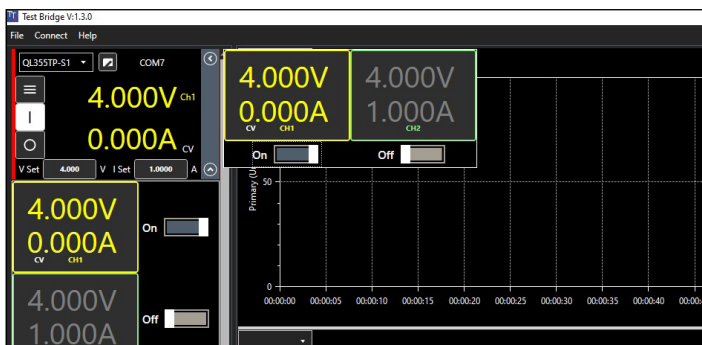 Test Bridge V:1.3.0
File Connect Help
QL355TP-S1 COM7
4.000V Ch1
0.000A CV
V Set 4.000 V I Set 1.0000 A
4.000V
0.000A
CV CH1
On
4.000V
1.000A
Off
4.000V
0.000A
CV CH1
On
4.000V
1.000A
CH2
Off
50
0
00:00:00 00:00:05 00:00:10 00:00:15 00:00:20 00:00:25 00:00:30 00:00:35 00:00:40
Primary